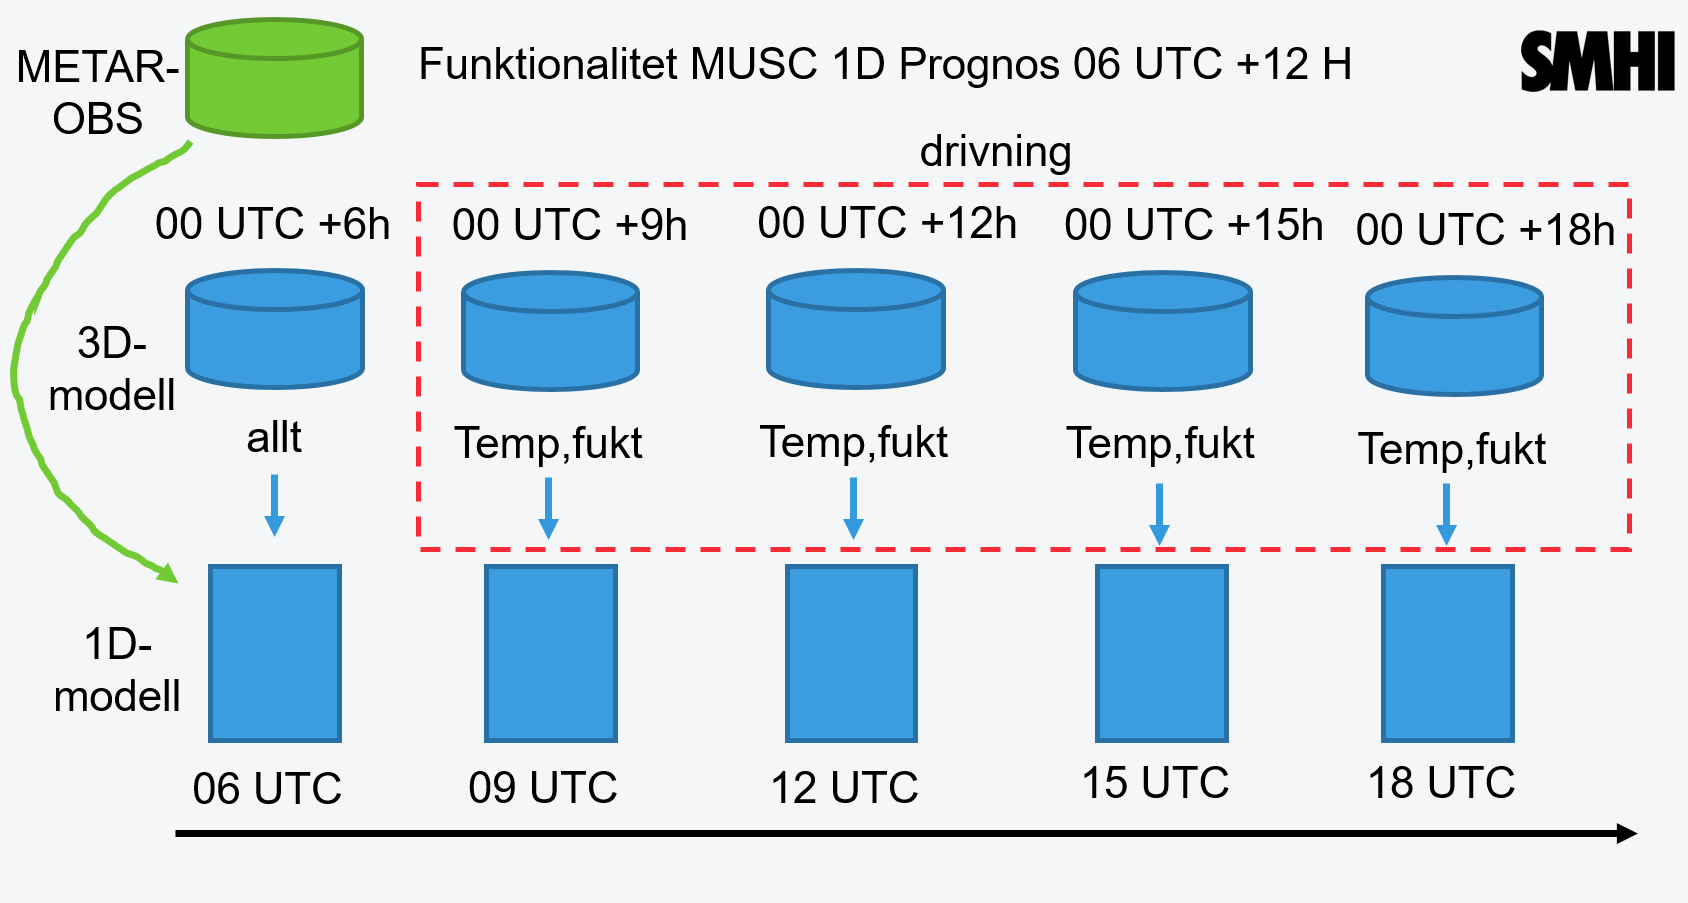 METAR-
OBS
Funktionalitet MUSC 1D Prognos 06 UTC +12 H
SMHI
drivning
00 UTC +6h
00 UTC +9h
00 UTC +12h
00 UTC +15h
00 UTC +18h
3D-
modell
allt
Temp,fukt
Temp,fukt
Temp,fukt
Temp,fukt
1D-
modell
06 UTC
09 UTC
12 UTC
15 UTC
18 UTC